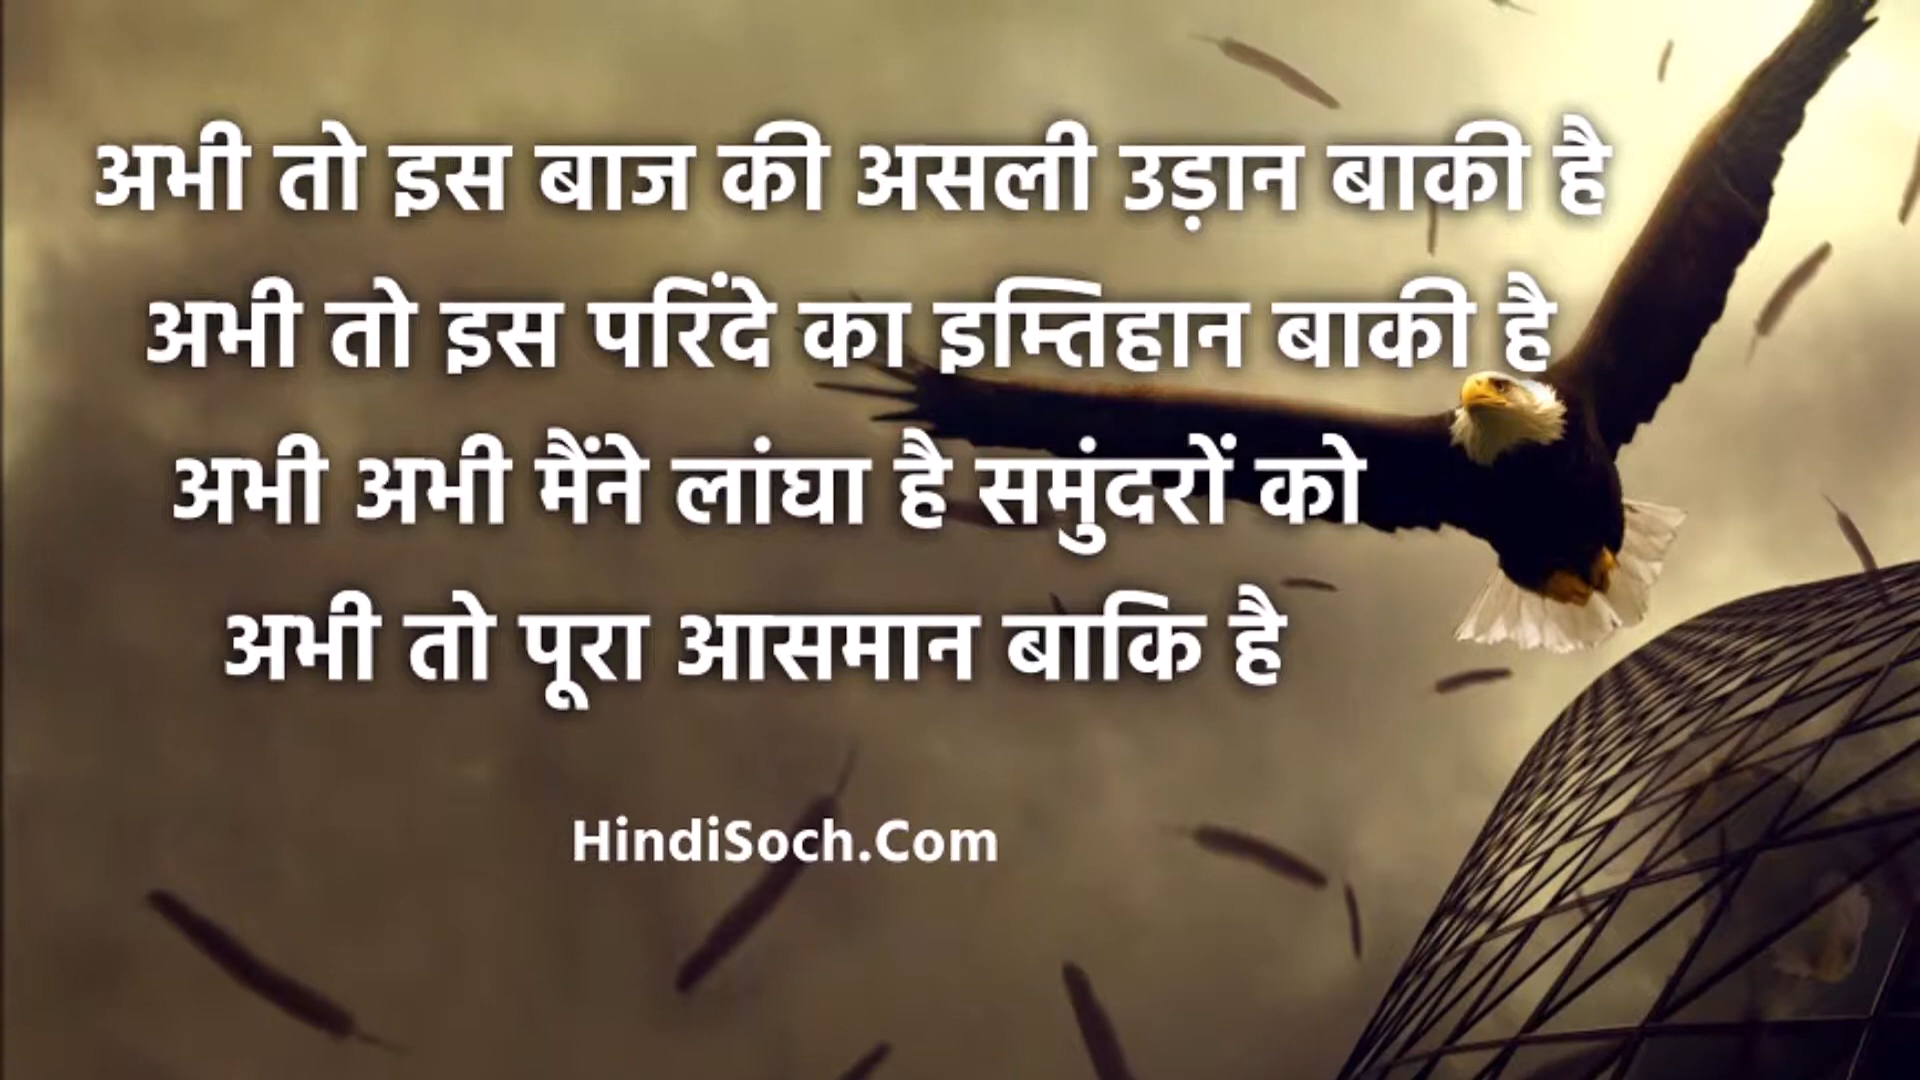 अभी तो इस बाज की असली उड़ान बाकी है
अभी तो इस परिंदे का इम्तिहान बाकी है
अभी अभी मैंने लांघा है समुंदरों को
अभी तो पूरा आसमान बाकि है
HindiSoch.Com